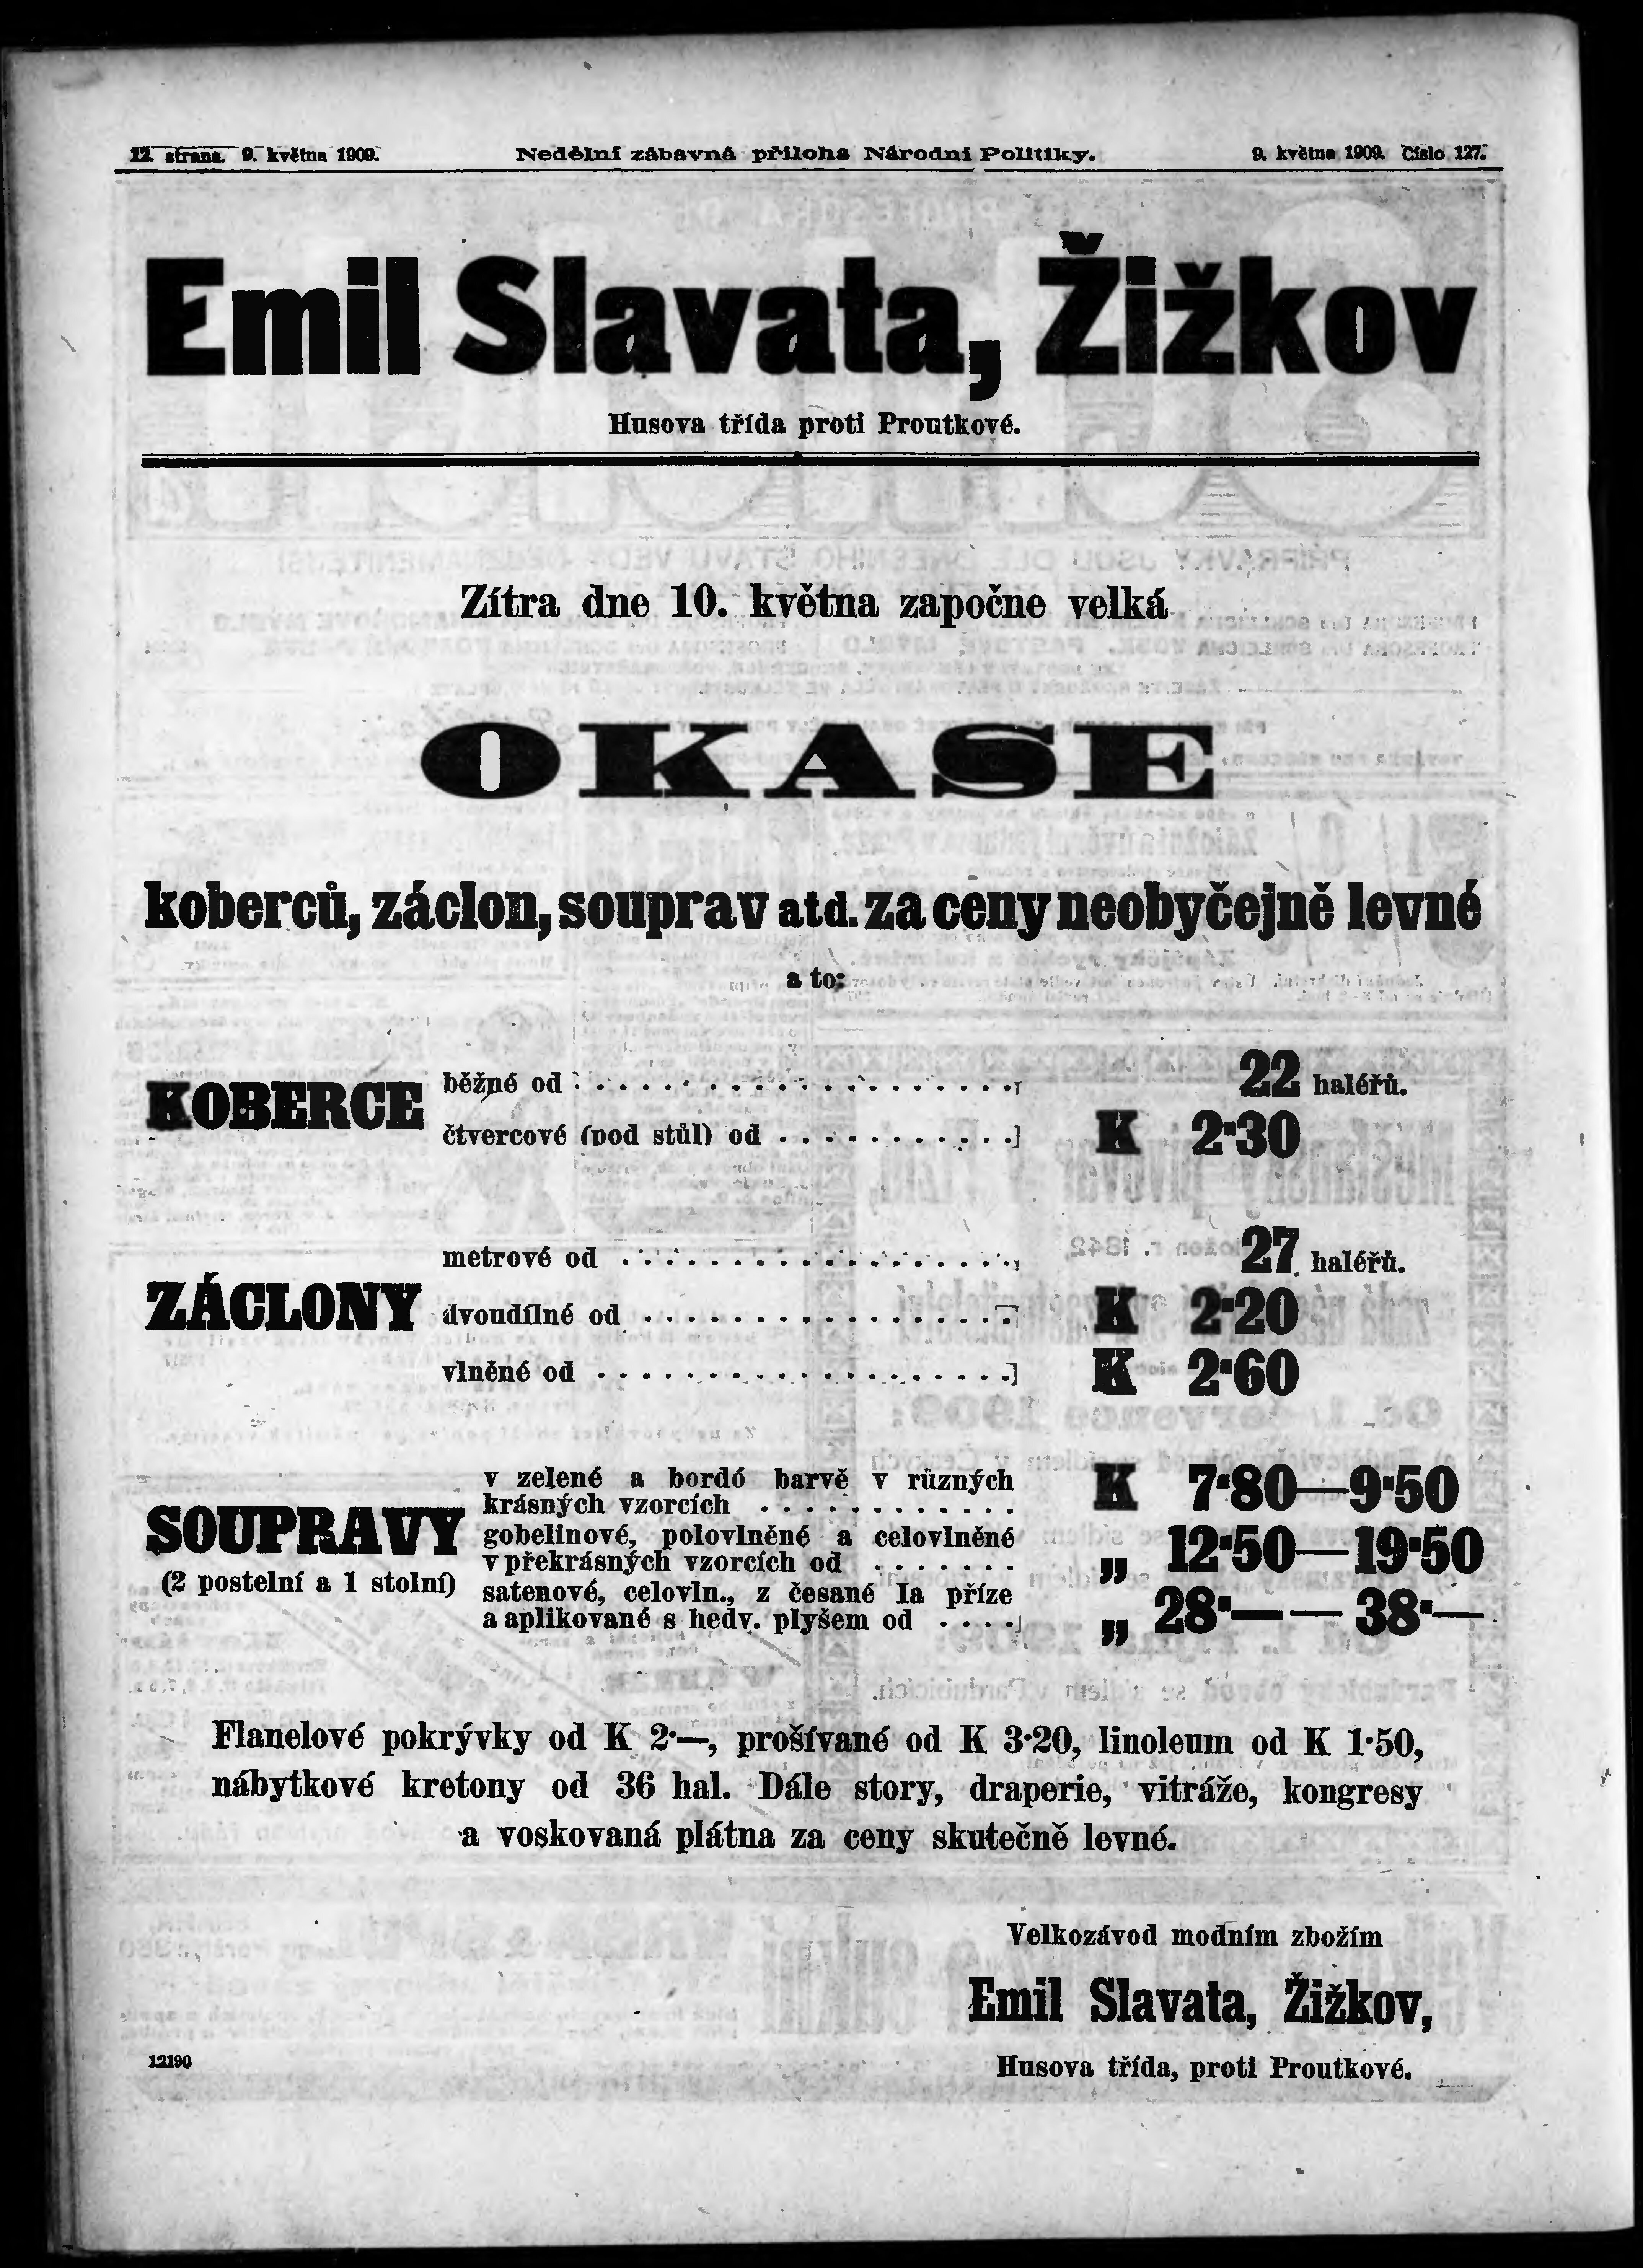 12. strana. 9. května 1909. Nedělní zábavná příloha Národní Politiky. 9. května 1909. Číslo 127.
Emil Slavata, Žižkov
Husova třída proti Proutkové.
Zítra dne 10. května započne velká
OKASE
koberců, záclon, souprav atd. za ceny neobyčejně levné
a to:
KOBERCE
běžné od . . . . . . . . . . . . . . . . . . . 22 haléřů.
čtvercové (pod stůl) od . . . . . . . . . . . K 2·30
ZÁCLONY
metrové od . . . . . . . . . . . . . . . . . . 27 haléřů.
dvoudílné od . . . . . . . . . . . . . . . . . K 2·20
vlněné od . . . . . . . . . . . . . . . . . . . K 2·60
SOUPRAVY
(2 postelní a 1 stolní)
v zelené a bordó barvě v různých
krásných vzorcích . . . . . . . . . . . . K 7·80—9·50
gobelinové, polovlněné a celovlněné
v překrásných vzorcích od . . . . . . . „ 12·50—19·50
satenové, celovln., z česané Ia příze
a aplikované s hedv. plyšem od . . . . „ 28·— — 38·—
Flanelové pokrývky od K 2·—, prošívané od K 3·20, linoleum od K 1·50,
nábytkové kretony od 36 hal. Dále story, draperie, vitráže, kongresy
a voskovaná plátna za ceny skutečně levné.
Velkozávod modním zbožím
Emil Slavata, Žižkov,
12190
Husova třída, proti Proutkové.